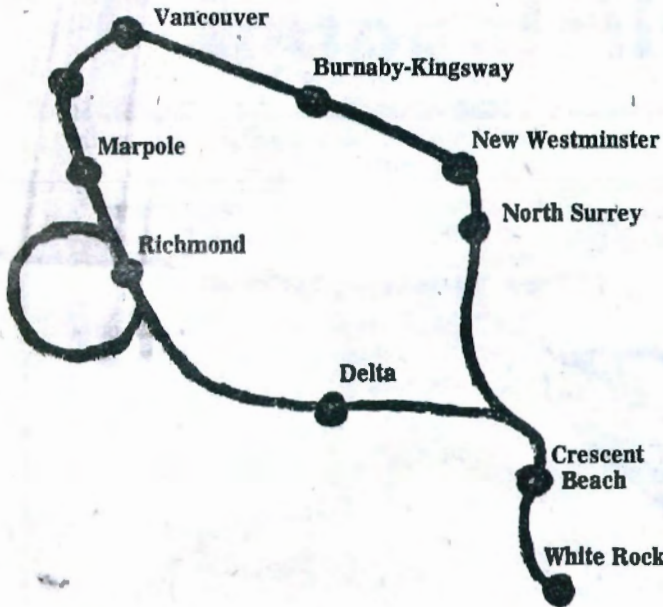 Vancouver
Burnaby-Kingsway
New Westminster
Marpole
North Surrey
Richmond
Delta
Crescent
Beach
White Rock